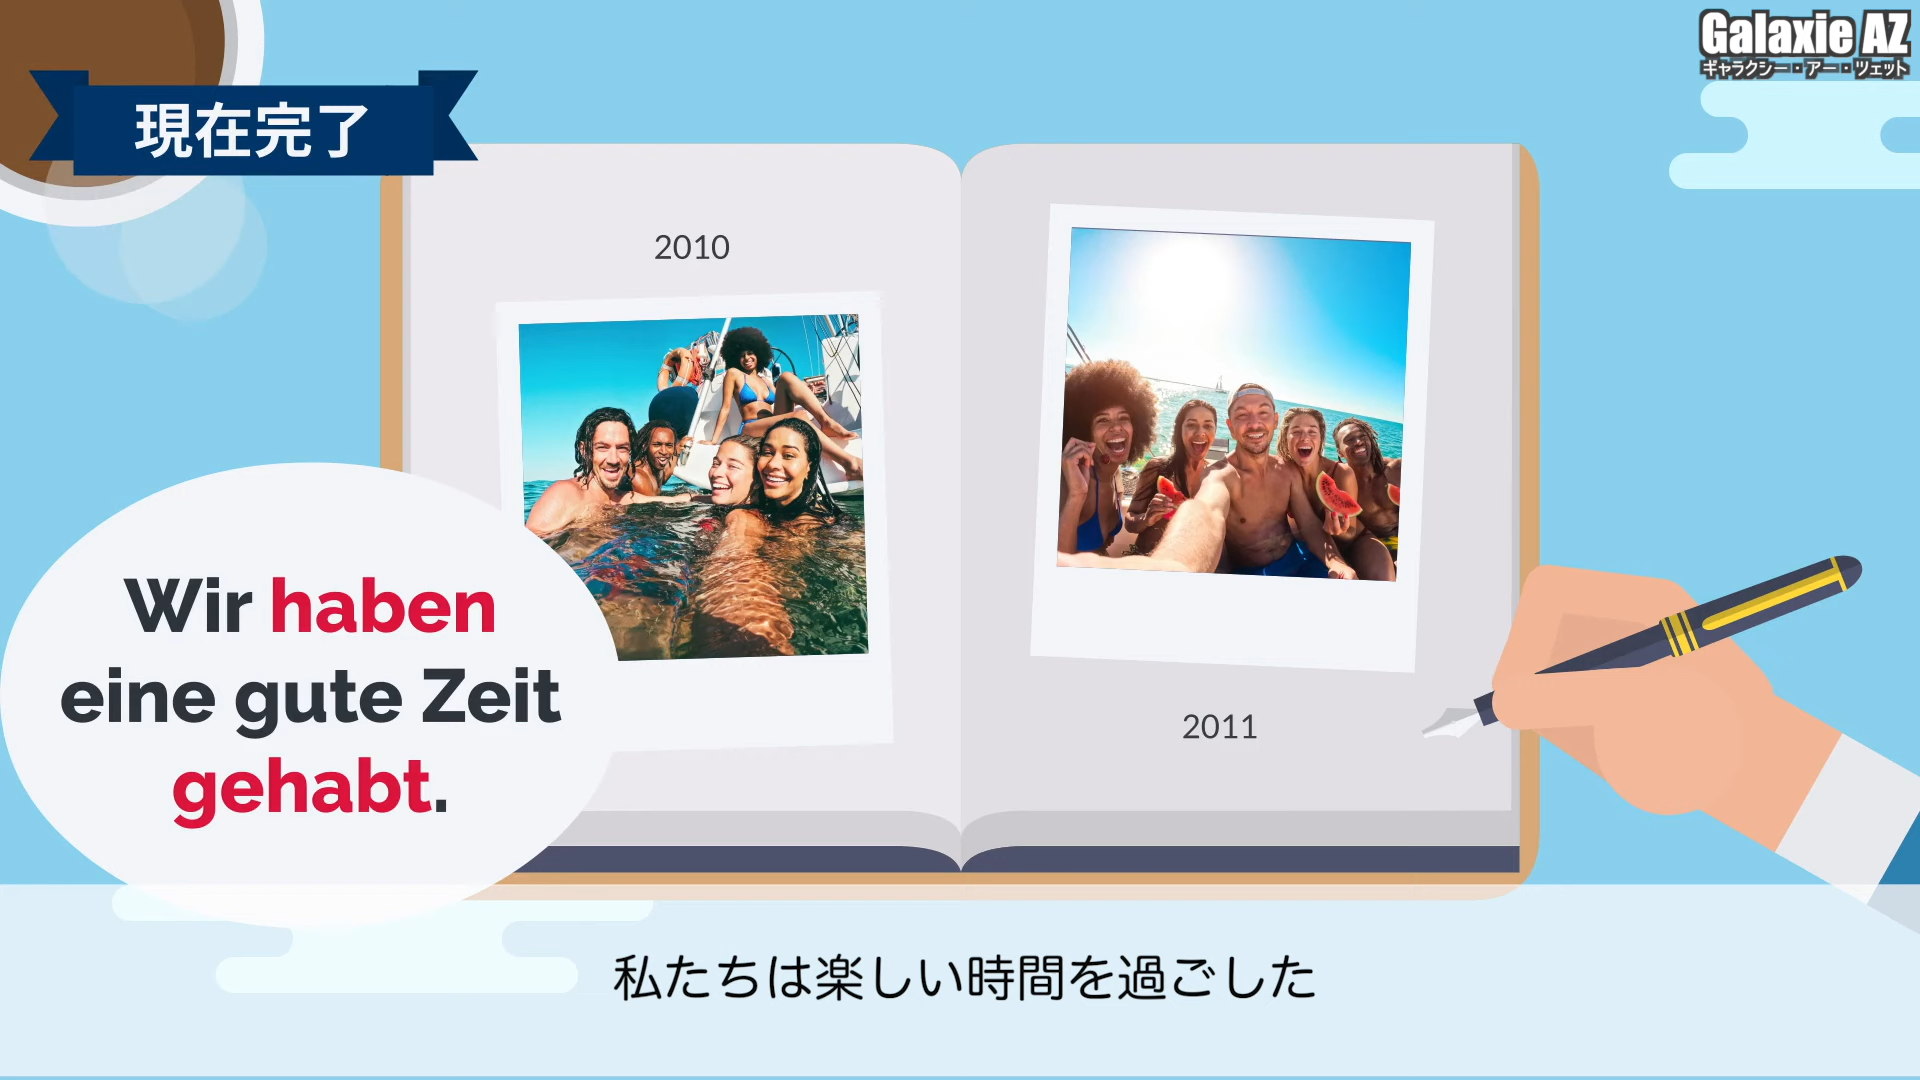 Galaxie AZ
ギャラクシー・アー・ツェット
現在完了
2010
2011
Wir haben
eine gute Zeit
gehabt.
私たちは楽しい時間を過ごした